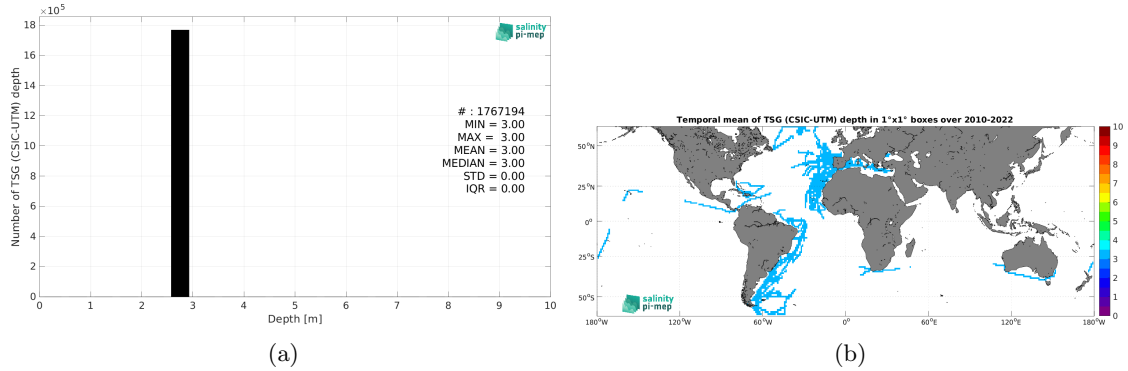 ×10^5
18
16
14
12
10
8
6
4
2
0
Number of TSG (CSIC-UTM) depth
salinity
pi-mep
# : 1767194
MIN = 3.00
MAX = 3.00
MEAN = 3.00
MEDIAN = 3.00
STD = 0.00
IQR = 0.00
0 1 2 3 4 5 6 7 8 9 10
Depth [m]
(a)
Temporal mean of TSG (CSIC-UTM) depth in 1°x1° boxes over 2010-2022
50°N
25°N
0°
25°S
50°S
salinity
pi-mep
180°W 120°W 60°W 0° 60°E 120°E 180°E
10
9
8
7
6
5
4
3
2
1
0
(b)